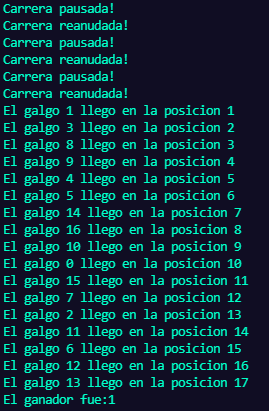 Carrera pausada!
Carrera reanudada!
Carrera pausada!
Carrera reanudada!
Carrera pausada!
Carrera reanudada!
El galgo 1 llego en la posicion 1
El galgo 3 llego en la posicion 2
El galgo 8 llego en la posicion 3
El galgo 9 llego en la posicion 4
El galgo 4 llego en la posicion 5
El galgo 5 llego en la posicion 6
El galgo 14 llego en la posicion 7
El galgo 16 llego en la posicion 8
El galgo 10 llego en la posicion 9
El galgo 0 llego en la posicion 10
El galgo 15 llego en la posicion 11
El galgo 7 llego en la posicion 12
El galgo 2 llego en la posicion 13
El galgo 11 llego en la posicion 14
El galgo 6 llego en la posicion 15
El galgo 12 llego en la posicion 16
El galgo 13 llego en la posicion 17
El ganador fue:1